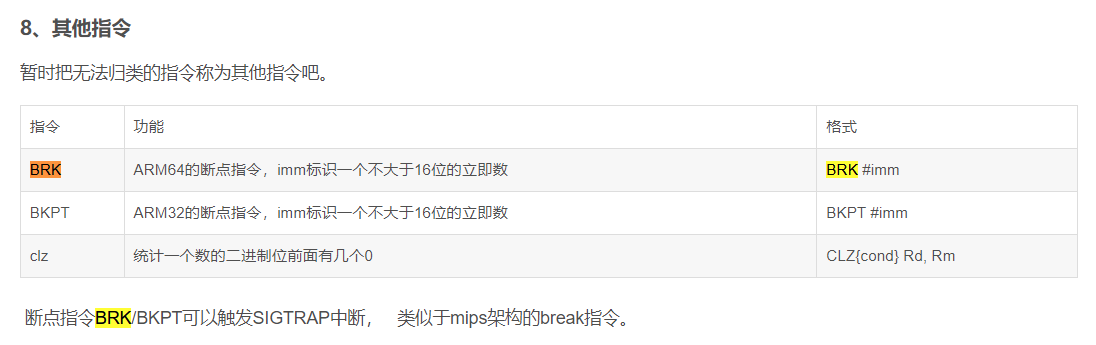 8、其他指令
暂时把无法归类的指令称为其他指令吧。
指令 功能 格式
BRK ARM64的断点指令，imm标识一个不大于16位的立即数 BRK #imm
BKPT ARM32的断点指令，imm标识一个不大于16位的立即数 BKPT #imm
clz 统计一个数的二进制位前面有几个0 CLZ{cond} Rd, Rm
断点指令BRK/BKPT可以触发SIGTRAP中断， 类似于mips架构的break指令。